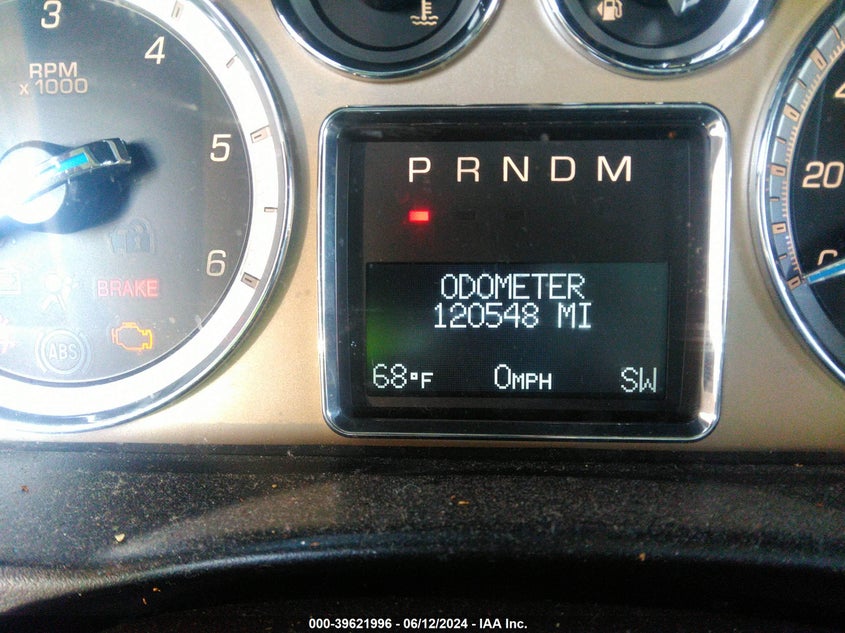 3
4
RPM
x 1000
5
6
BRAKE
ABS
P R N D M
ODOMETER
120548 MI
68°F 0MPH SW
20
000-39621996 - 06/12/2024 - IAA Inc.